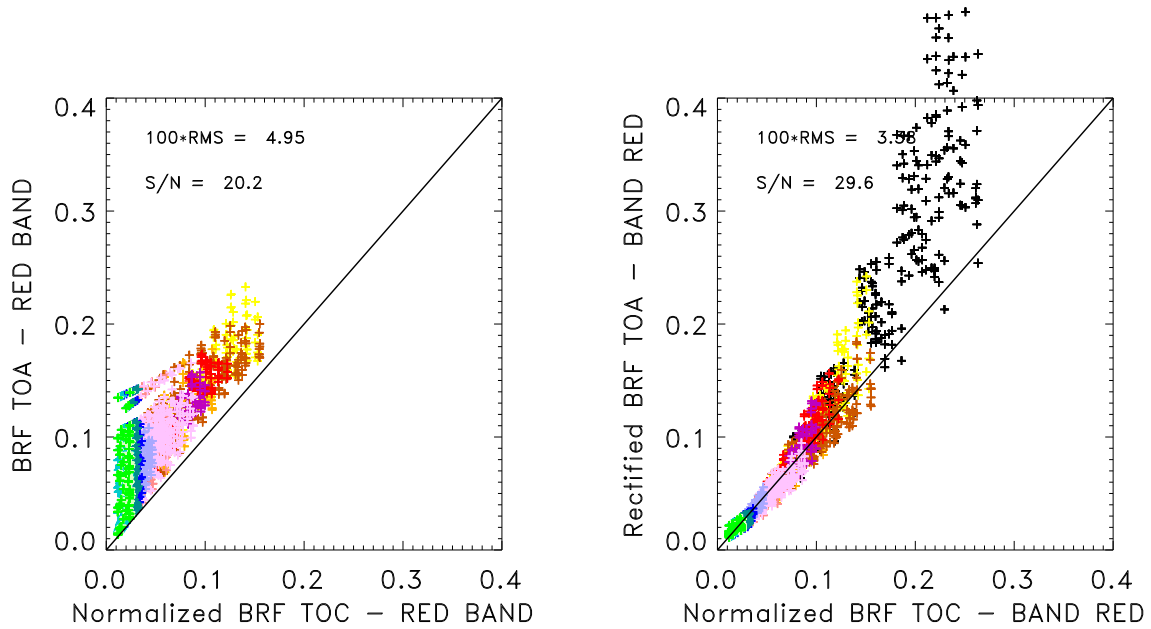 0.4
0.3
0.2
0.1
0.0
BRF TOA — RED BAND
100*RMS = 4.95
S/N = 20.2
0.0 0.1 0.2 0.3 0.4
Normalized BRF TOC — RED BAND
0.4
0.3
0.2
0.1
0.0
Rectified BRF TOA — BAND RED
100*RMS =
S/N = 29.6
0.0 0.1 0.2 0.3 0.4
Normalized BRF TOC — BAND RED